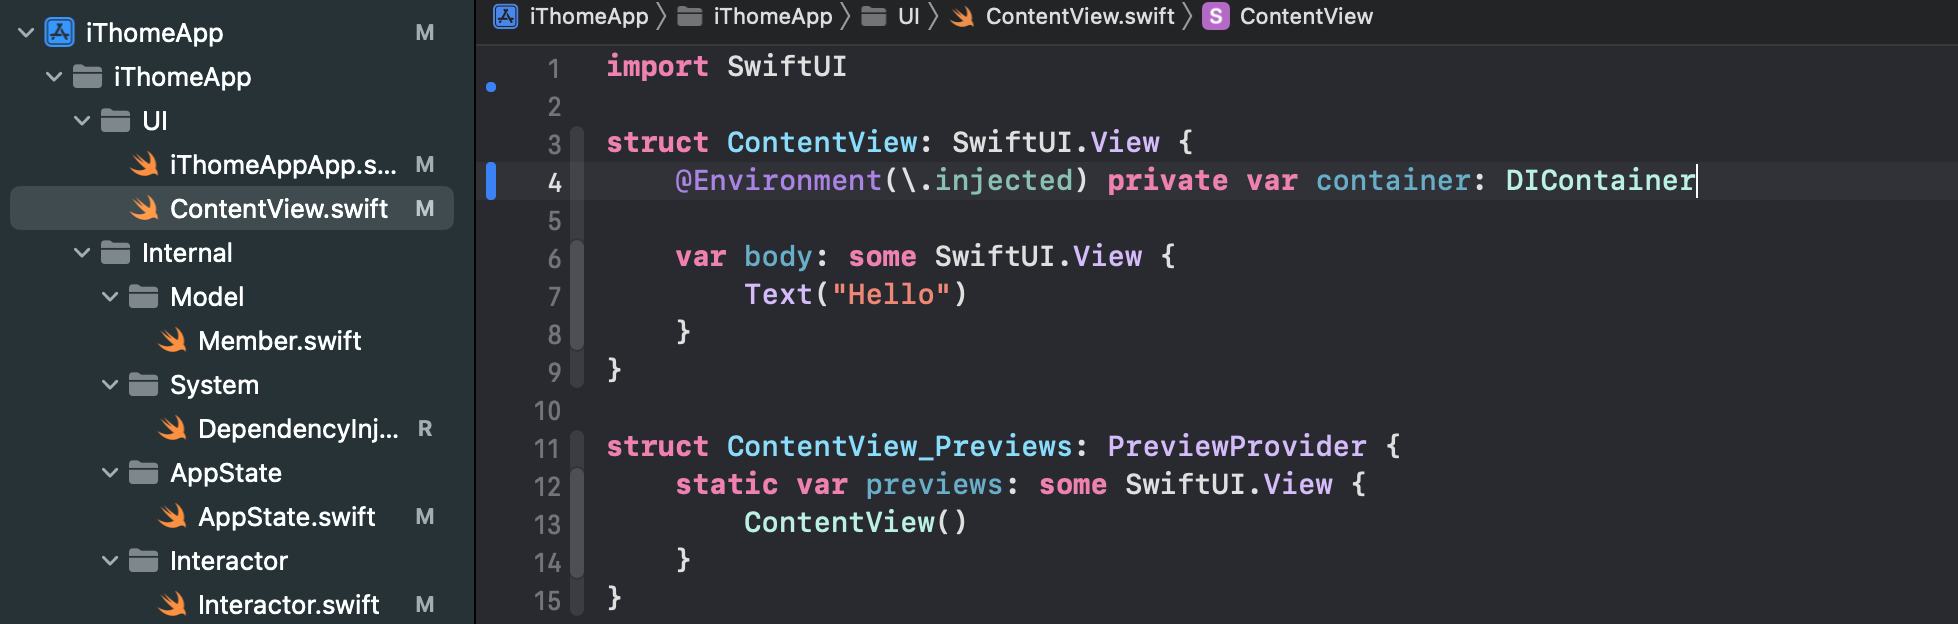 iThomeApp M
iThomeApp
UI
iThomeAppApp.s... M
ContentView.swift M
Internal
Model
Member.swift
System
DependencyInj... R
AppState
AppState.swift M
Interactor
Interactor.swift M
iThomeApp iThomeApp UI ContentView.swift S ContentView
1 import SwiftUI
2
3 struct ContentView: SwiftUI.View {
4 @Environment(\.injected) private var container: DIContainer
5
6 var body: some SwiftUI.View {
7 Text("Hello")
8 }
9 }
10
11 struct ContentView_Previews: PreviewProvider {
12 static var previews: some SwiftUI.View {
13 ContentView()
14 }
15 }